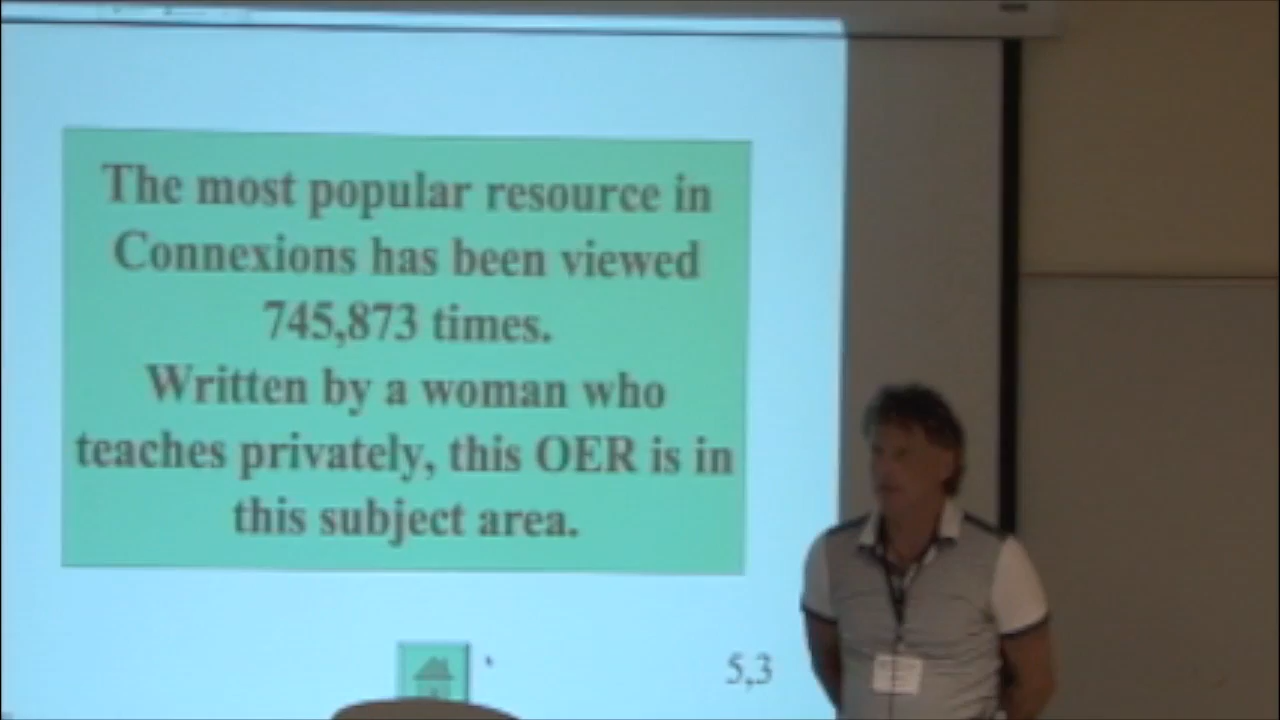 The most popular resource in
Connexions has been viewed
745,873 times.
Written by a woman who
teaches privately, this OER is in
this subject area.
5,3